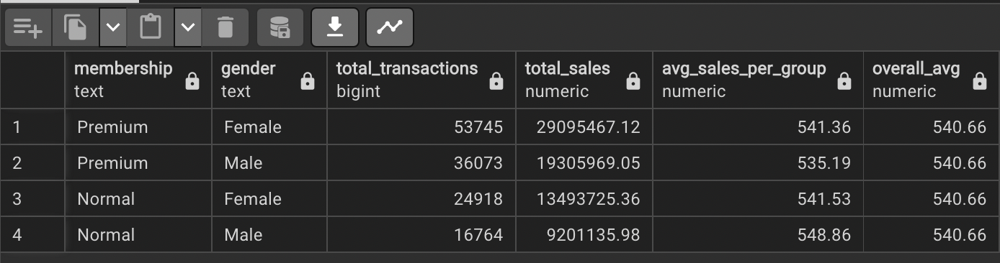 membership gender total_transactions total_sales avg_sales_per_group overall_avg
text text bigint numeric numeric numeric
1 Premium Female 53745 29095467.12 541.36 540.66
2 Premium Male 36073 19305969.05 535.19 540.66
3 Normal Female 24918 13493725.36 541.53 540.66
4 Normal Male 16764 9201135.98 548.86 540.66